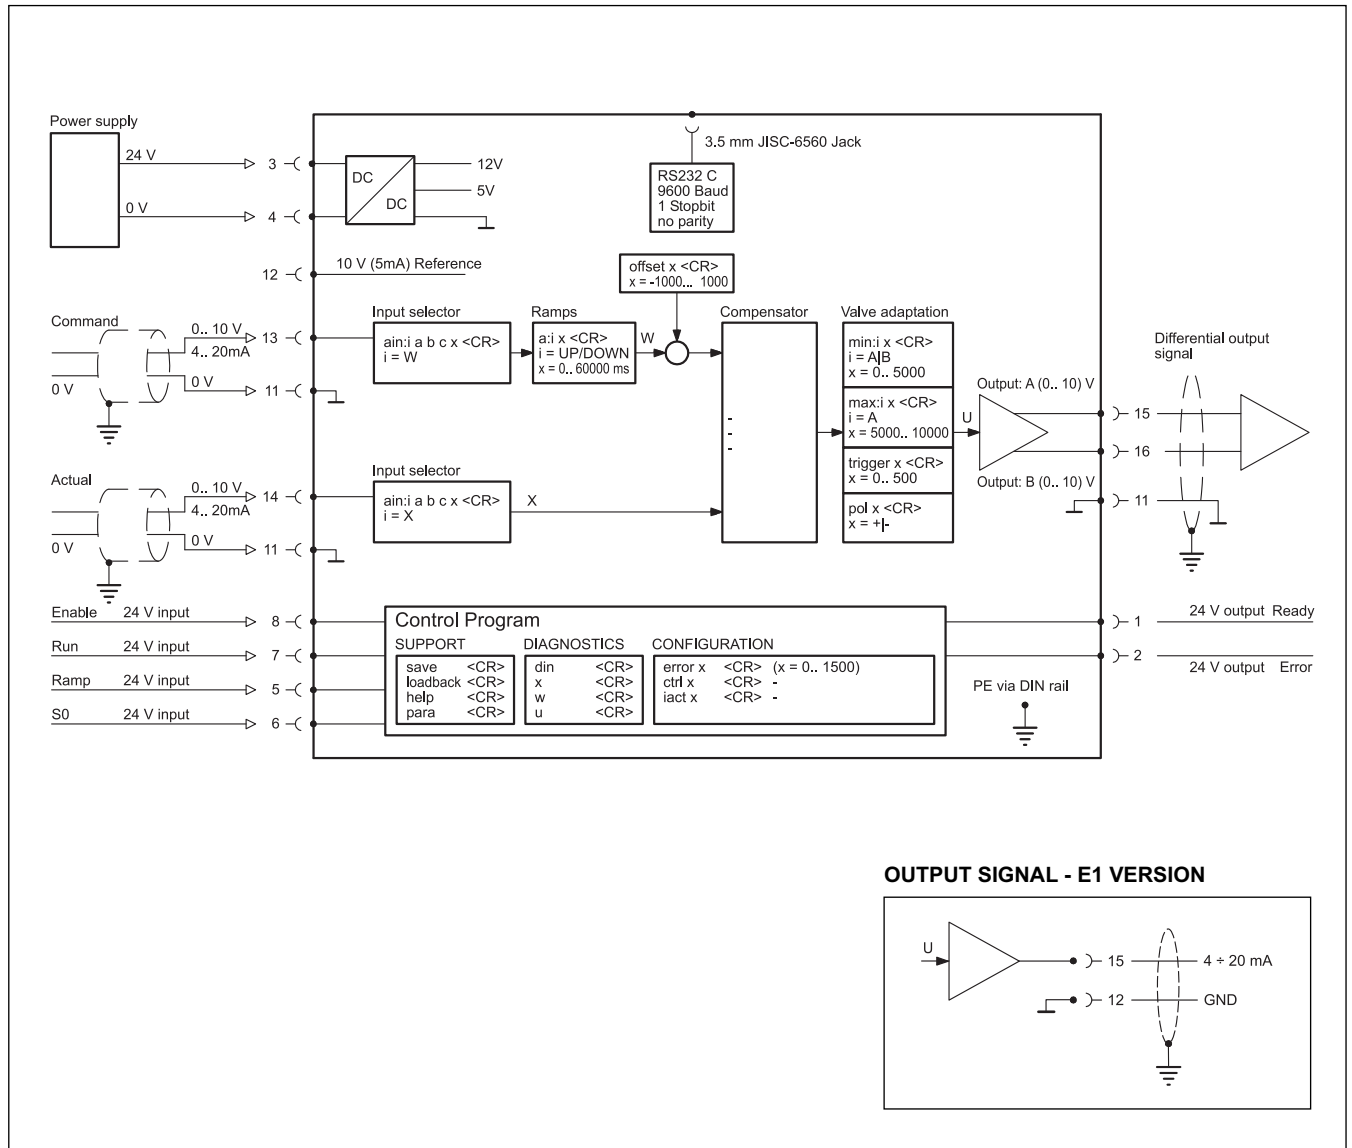 Power supply
24 V
3
0 V
4
DC
DC
12V
5V
3.5 mm JISC-6560 Jack
RS232 C
9600 Baud
1 Stopbit
no parity
12
10 V (5mA) Reference
offset x <CR>
x = -1000... 1000
Command
0.. 10 V
4.. 20mA
0 V
0 V
13
11
Input selector
ain:i a b c x <CR>
i = W
Ramps
a:i x <CR>
i = UP/DOWN
x = 0.. 60000 ms
W
Compensator
-
-
-
Valve adaptation
min:i x <CR>
i = A|B
x = 0.. 5000
max:i x <CR>
i = A
x = 5000.. 10000
trigger x <CR>
x = 0.. 500
pol x <CR>
x = +|-
U
Output: A (0.. 10) V
Output: B (0.. 10) V
Differential output
signal
15
16
11
Actual
0.. 10 V
4.. 20mA
0 V
0 V
14
11
Input selector
ain:i a b c x <CR>
i = X
X
Enable 24 V input 8
Run 24 V input 7
Ramp 24 V input 5
S0 24 V input 6
Control Program
SUPPORT
save <CR>
loadback <CR>
help <CR>
para <CR>
DIAGNOSTICS
din <CR>
x <CR>
w <CR>
u <CR>
CONFIGURATION
error x <CR> (x = 0.. 1500)
ctrl x <CR> -
iact x <CR> -
1 24 V output Ready
2 24 V output Error
PE via DIN rail
OUTPUT SIGNAL - E1 VERSION
U
15 4 ÷ 20 mA
12 GND